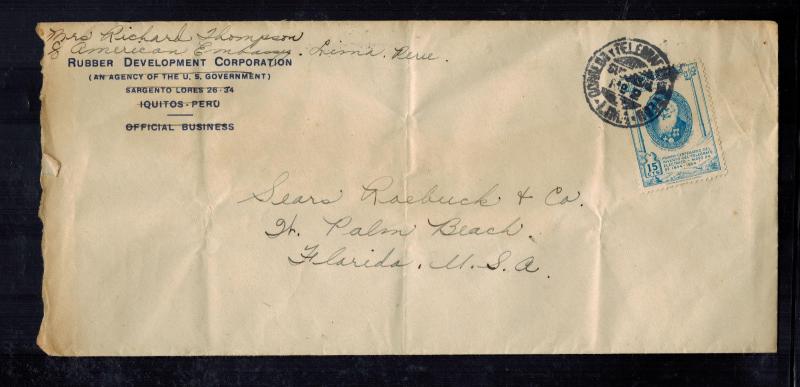 Mrs Richard Thompson
% American Embassy. Lima, Peru.
RUBBER DEVELOPMENT CORPORATION
(AN AGENCY OF THE U. S. GOVERNMENT)
SARGENTO LORES 26-34
IQUITOS-PERÚ
OFFICIAL BUSINESS
15
Sears Roebuck & Co.
W. Palm Beach.
Florida. U.S.A.